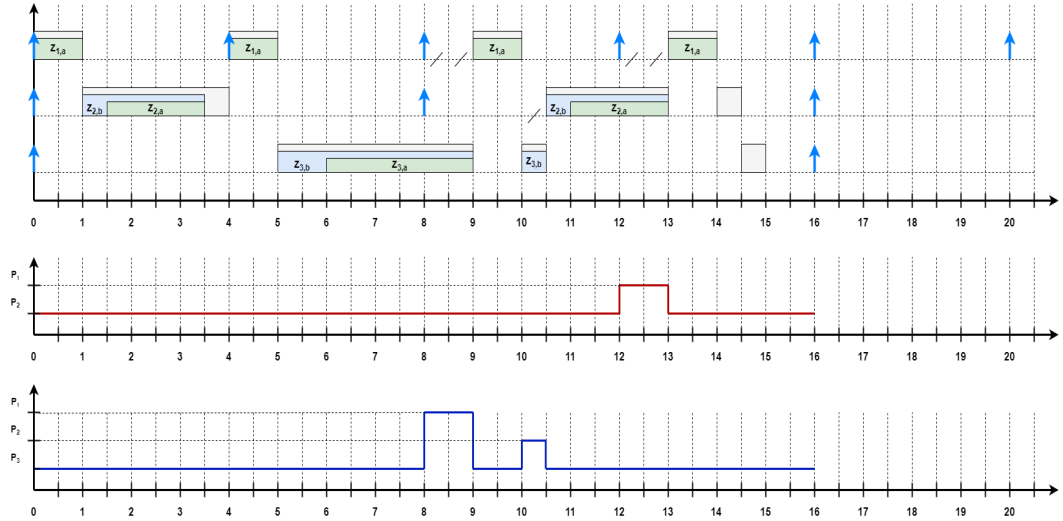 Z1,a Z1,a Z1,a Z1,a
Z2,b Z2,a Z2,b Z2,a
Z3,b Z3,a Z3,b
0 1 2 3 4 5 6 7 8 9 10 11 12 13 14 15 16 17 18 19 20
P1
P2
0 1 2 3 4 5 6 7 8 9 10 11 12 13 14 15 16 17 18 19 20
P1
P2
P3
0 1 2 3 4 5 6 7 8 9 10 11 12 13 14 15 16 17 18 19 20